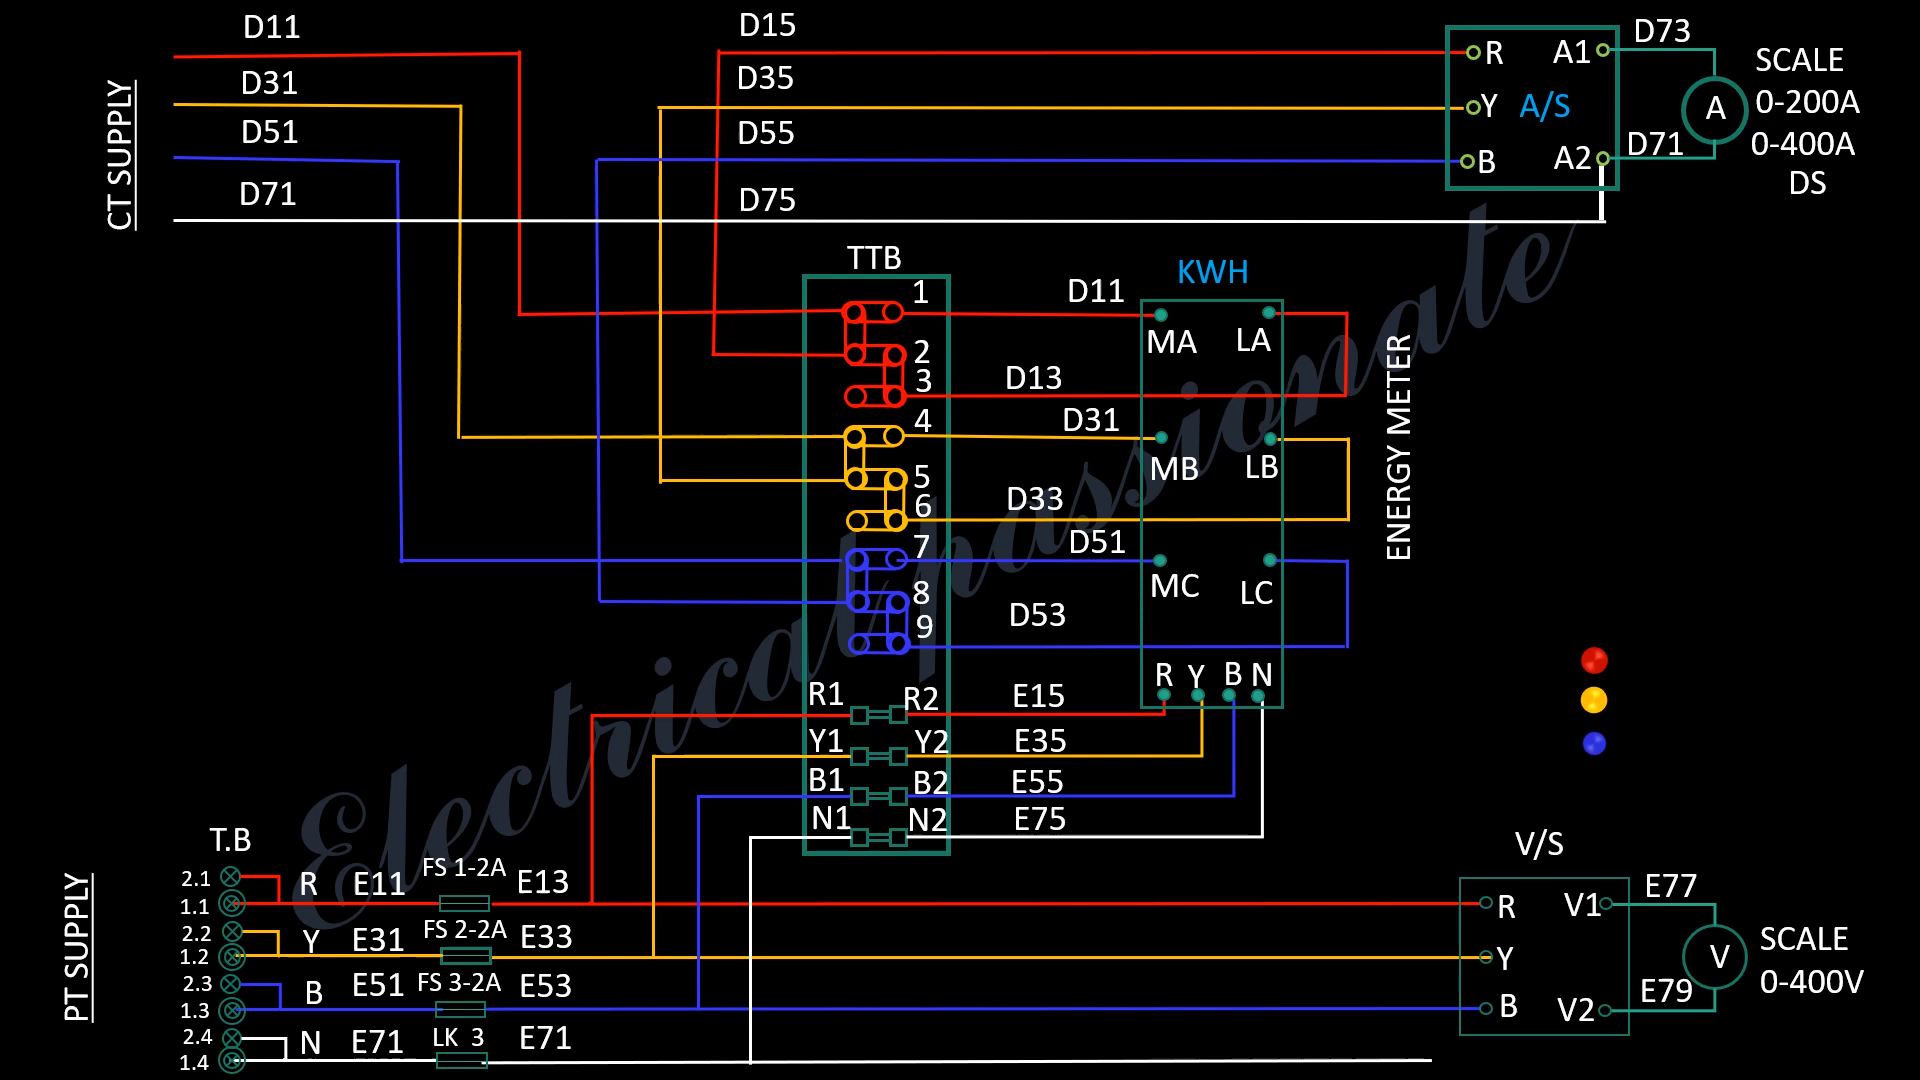 D11
D15
D73
R
A1
SCALE
D31
D35
Y
A/S
A
0-200A
CT SUPPLY
D51
D55
B
A2
D71
0-400A
DS
D71
D75
TTB
KWH
1
D11
MA
LA
2
3
D13
4
D31
MB
LB
5
6
D33
ENERGY METER
7
D51
MC
LC
8
9
D53
R Y B N
R1
R2
E15
Y1
Y2
E35
B1
B2
E55
N1
N2
E75
Electrical passionate
T.B
V/S
PT SUPPLY
2.1
1.1
R
E11
FS 1-2A
E13
R
V1
E77
2.2
1.2
Y
E31
FS 2-2A
E33
Y
V
SCALE
0-400V
2.3
1.3
B
E51
FS 3-2A
E53
B
V2
E79
2.4
1.4
N
E71
LK 3
E71